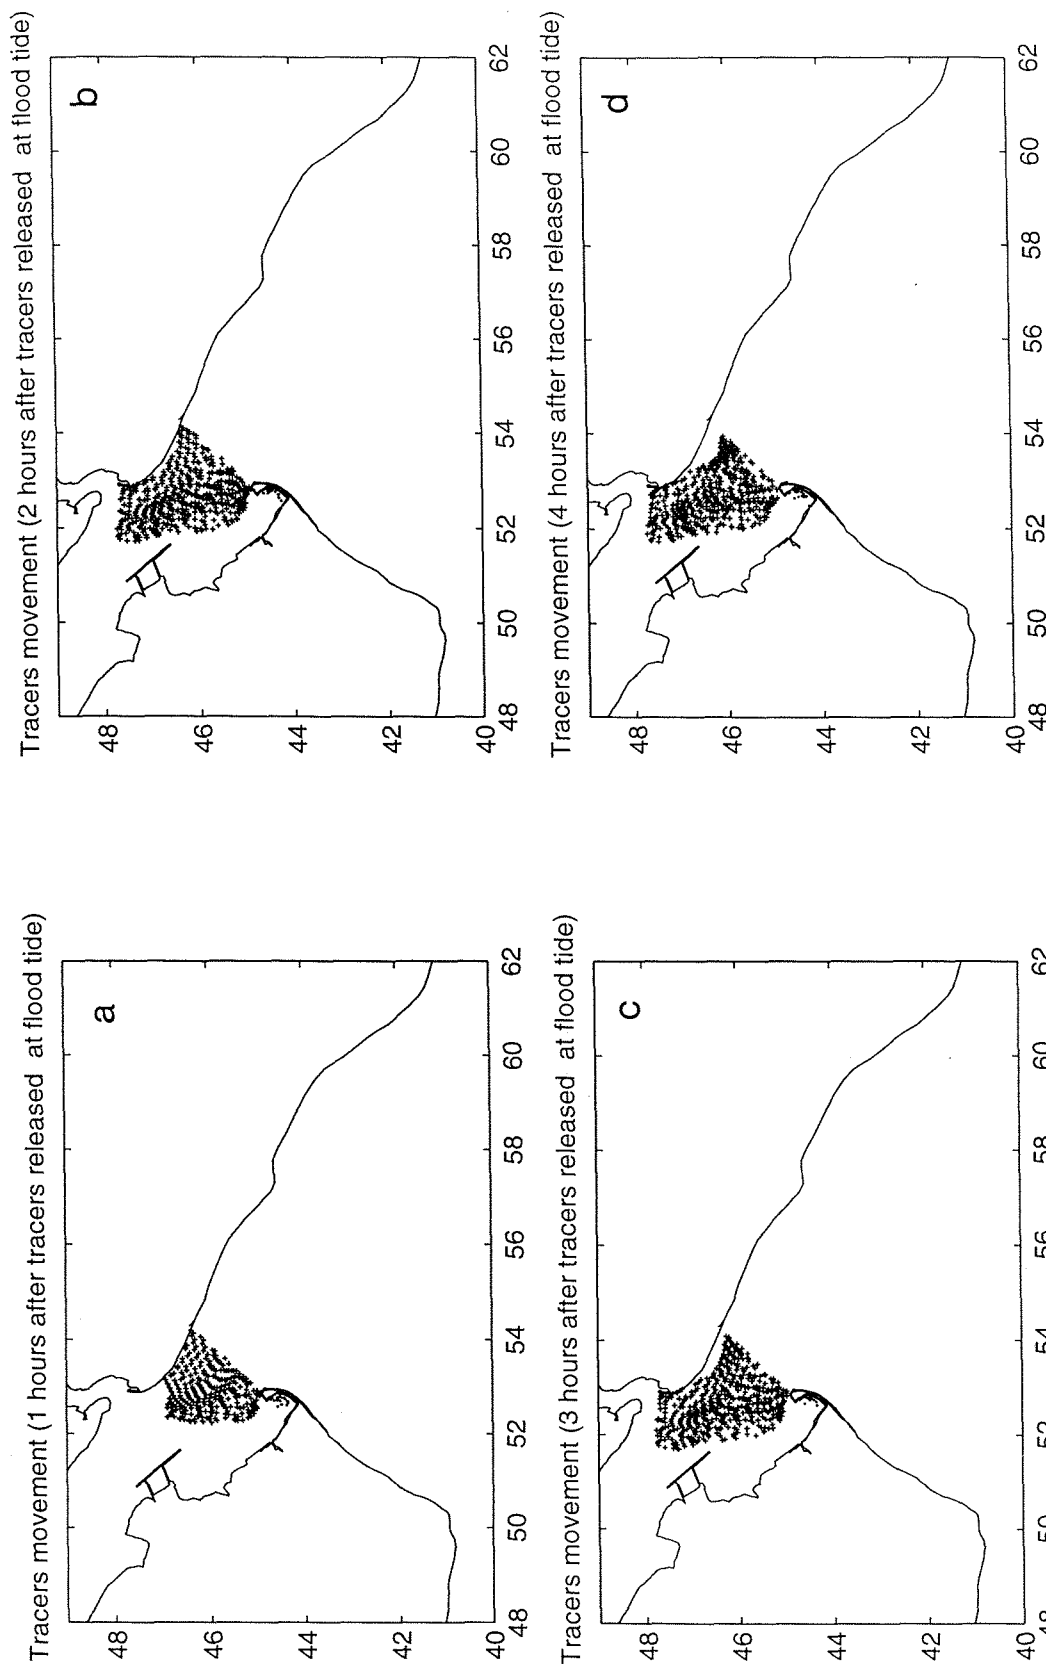 Tracers movement (1 hours after tracers released at flood tide)
a
48
46
44
42
40
48 50 52 54 56 58 60 62
Tracers movement (2 hours after tracers released at flood tide)
b
48
46
44
42
40
48 50 52 54 56 58 60 62
Tracers movement (3 hours after tracers released at flood tide)
c
48
46
44
42
40
48 50 52 54 56 58 60 62
Tracers movement (4 hours after tracers released at flood tide)
d
48
46
44
42
40
48 50 52 54 56 58 60 62